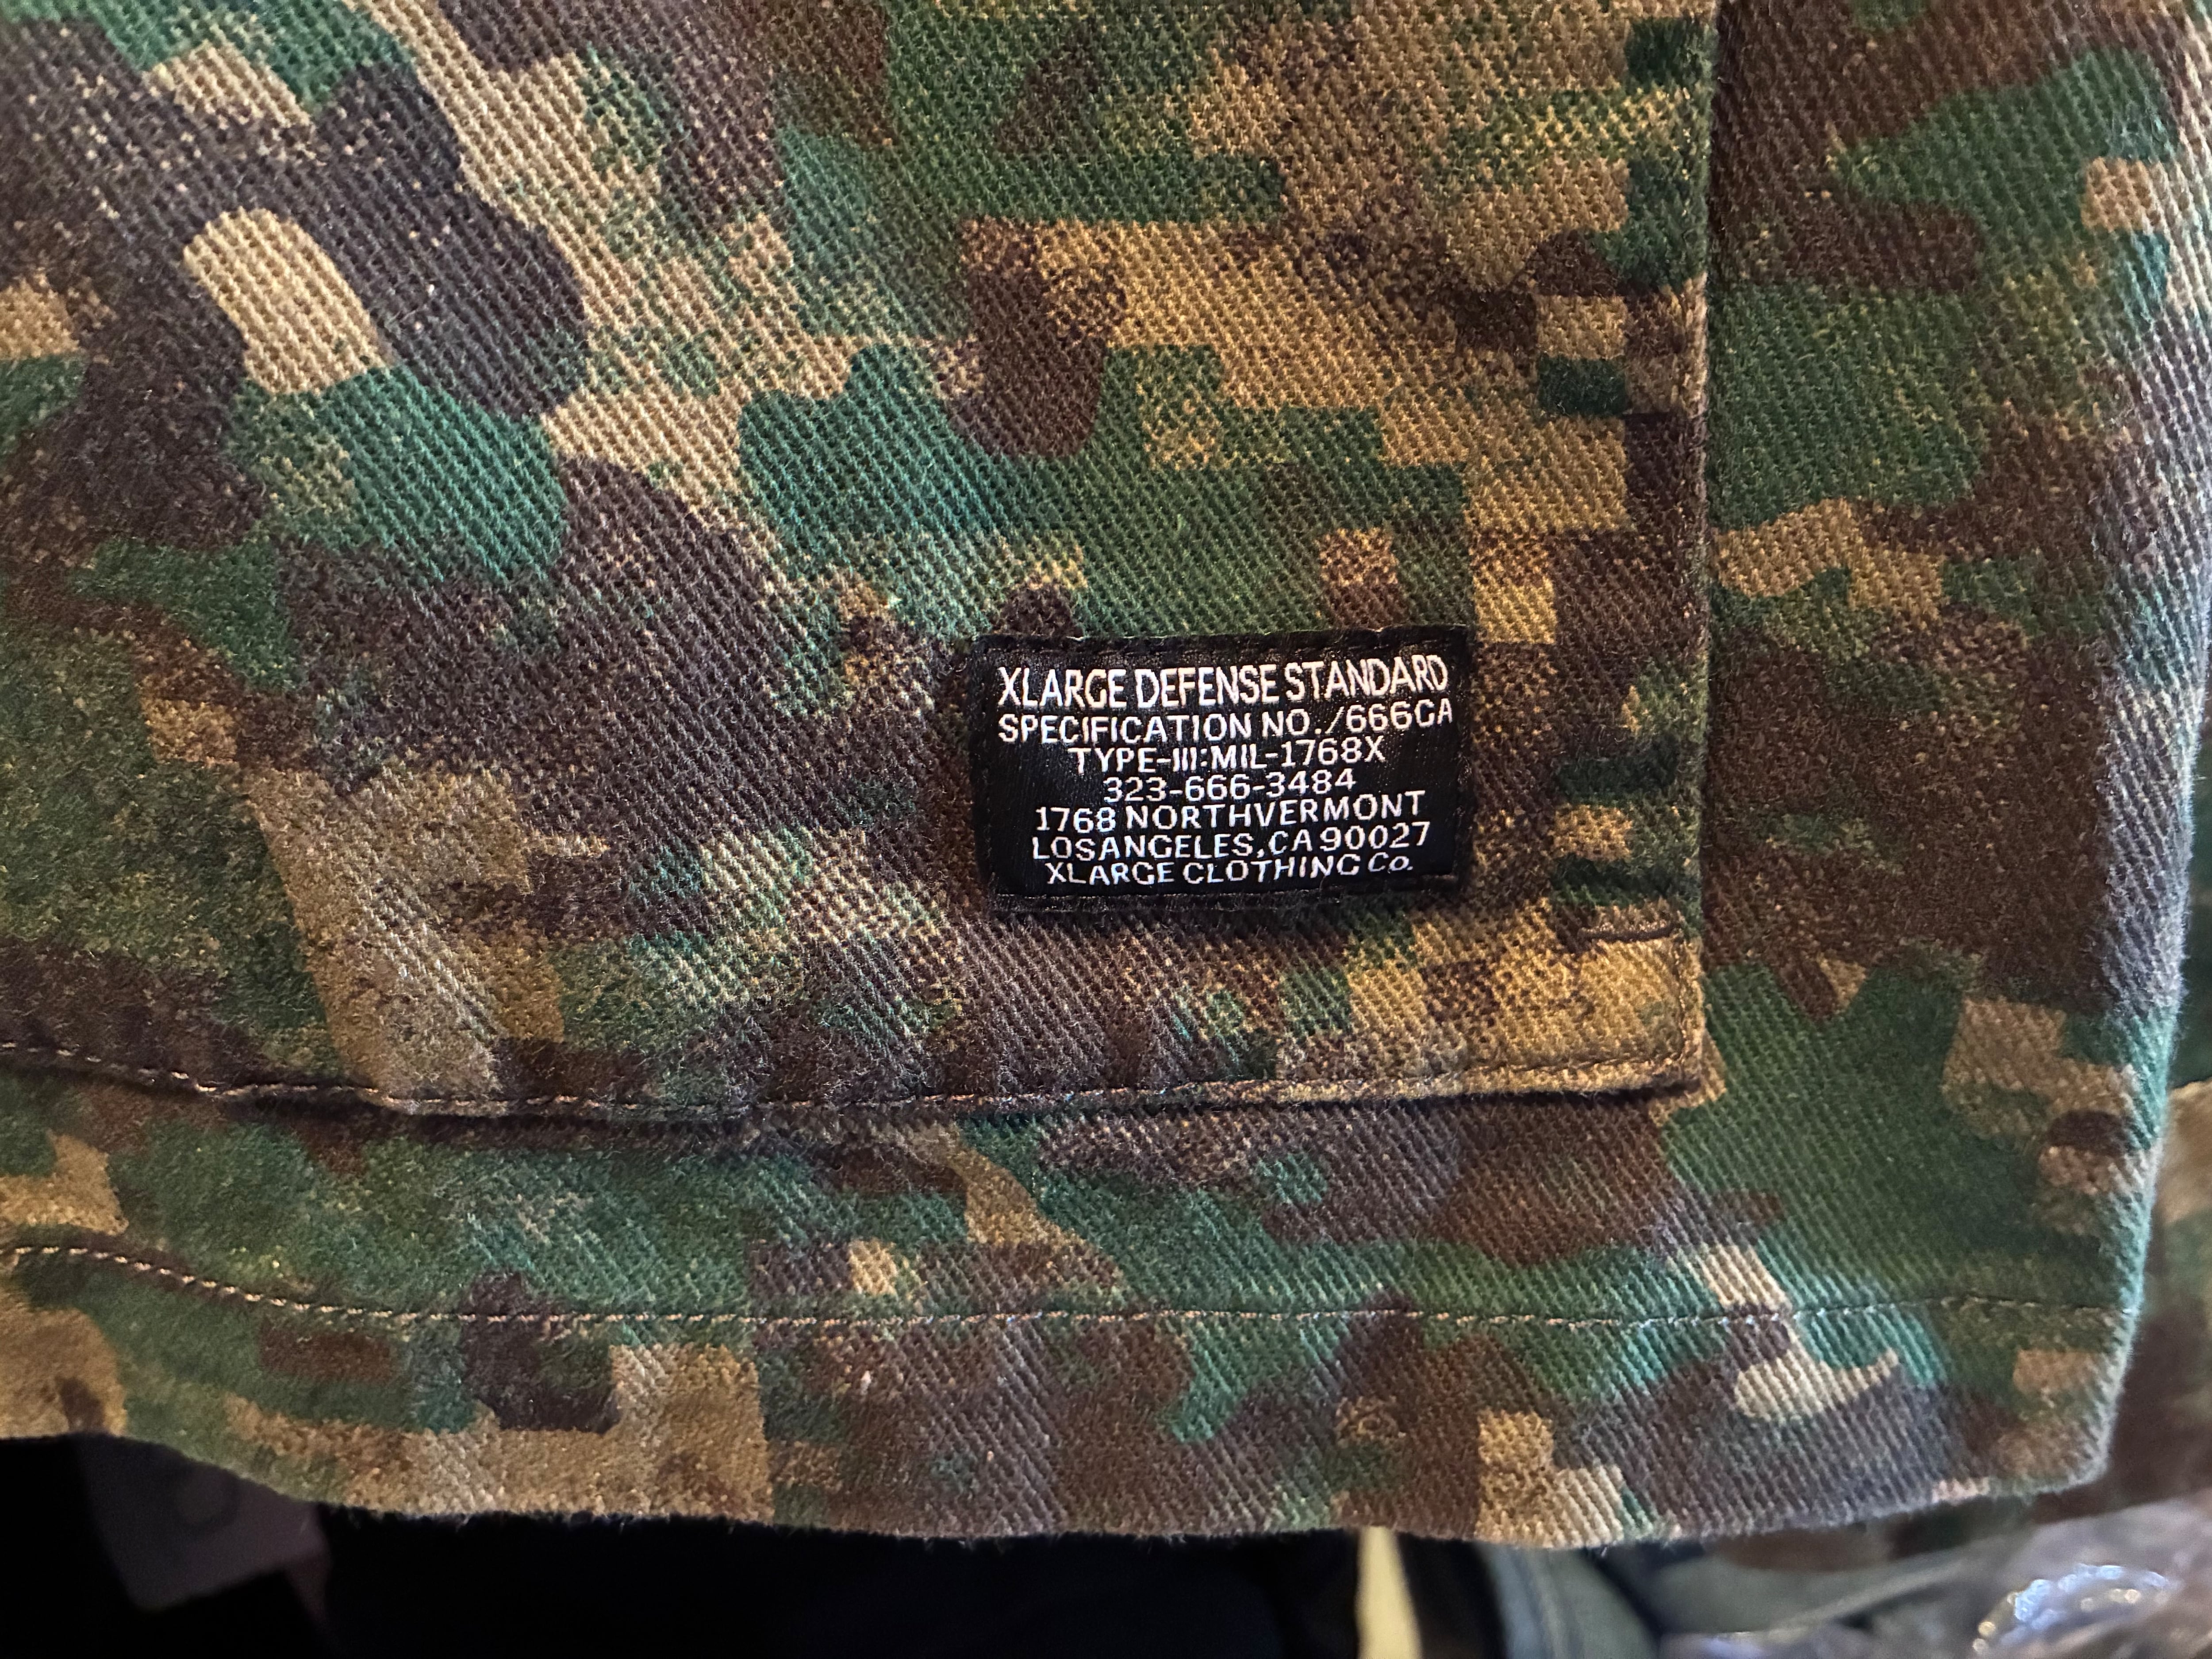 XLARGE DEFENSE STANDARD
SPECIFICATION NO./666CA
TYPE-III:MIL-1768X
323-666-3484
1768 NORTHVERMONT
LOSANGELES,CA90027
XLARGE CLOTHING Co.